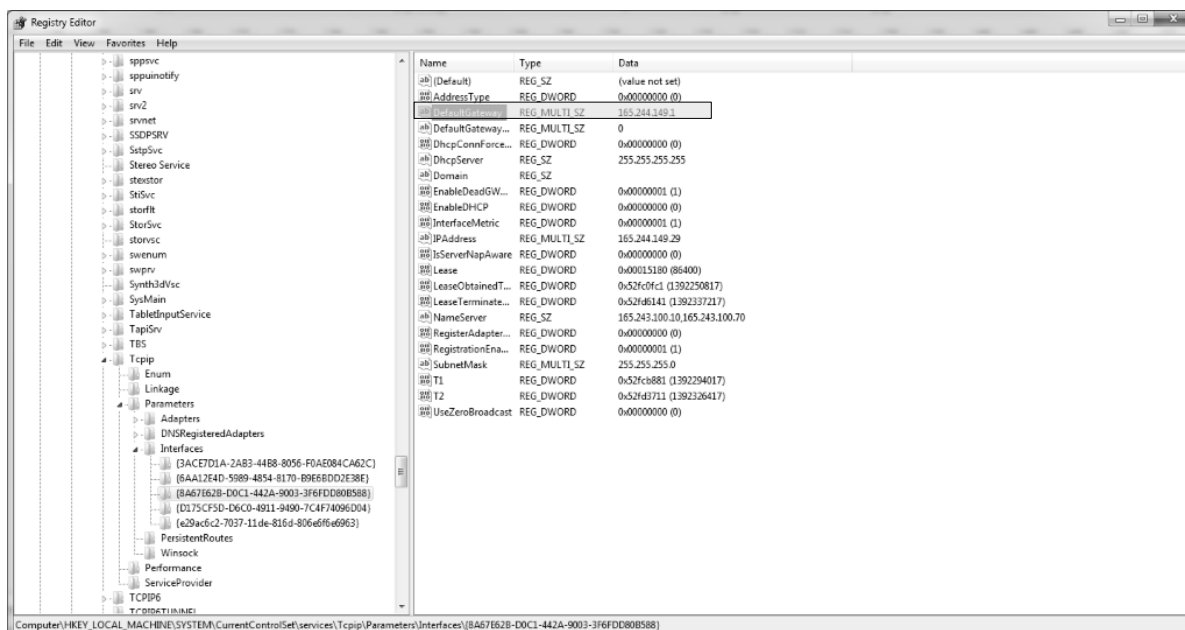 Registry Editor
File Edit View Favorites Help
sppsvc
sppuinotify
srv
srv2
srvnet
SSDPSRV
SstpSvc
Stereo Service
stexstor
StiSvc
storflt
StorSvc
storvsc
swenum
swprv
Synth3dVsc
SysMain
TabletInputService
TapiSrv
TBS
Tcpip
Enum
Linkage
Parameters
Adapters
DNSRegisteredAdapters
Interfaces
{3ACE7D1A-2AB3-44B8-8056-F0AE084CA62C}
{6AA12E4D-5989-4854-8170-B9E6BDD2E38E}
{8A67E62B-D0C1-442A-9003-3F6FDD80B588}
{D175CF5D-D6C0-4911-9490-7C4F74096D04}
{e29ac6c2-7037-11de-816d-806e6f6e6963}
PersistentRoutes
Winsock
Performance
ServiceProvider
TCPIP6
TCPIP6TUNNEL
Name Type Data
(Default) REG_SZ (value not set)
AddressType REG_DWORD 0x00000000 (0)
DefaultGateway REG_MULTI_SZ 165.244.149.1
DefaultGateway... REG_MULTI_SZ 0
DhcpConnForce... REG_DWORD 0x00000000 (0)
DhcpServer REG_SZ 255.255.255.255
Domain REG_SZ
EnableDeadGW... REG_DWORD 0x00000001 (1)
EnableDHCP REG_DWORD 0x00000000 (0)
InterfaceMetric REG_DWORD 0x00000001 (1)
IPAddress REG_MULTI_SZ 165.244.149.29
IsServerNapAware REG_DWORD 0x00000000 (0)
Lease REG_DWORD 0x00015180 (86400)
LeaseObtainedT... REG_DWORD 0x52fc0fc1 (1392250817)
LeaseTerminate... REG_DWORD 0x52fd6141 (1392337217)
NameServer REG_SZ 165.243.100.10,165.243.100.70
RegisterAdapter... REG_DWORD 0x00000000 (0)
RegistrationEna... REG_DWORD 0x00000001 (1)
SubnetMask REG_MULTI_SZ 255.255.255.0
T1 REG_DWORD 0x52fcb881 (1392294017)
T2 REG_DWORD 0x52fd3711 (1392326417)
UseZeroBroadcast REG_DWORD 0x00000000 (0)
Computer\HKEY_LOCAL_MACHINE\SYSTEM\CurrentControlSet\services\Tcpip\Parameters\Interfaces\{8A67E62B-D0C1-442A-9003-3F6FDD80B588}